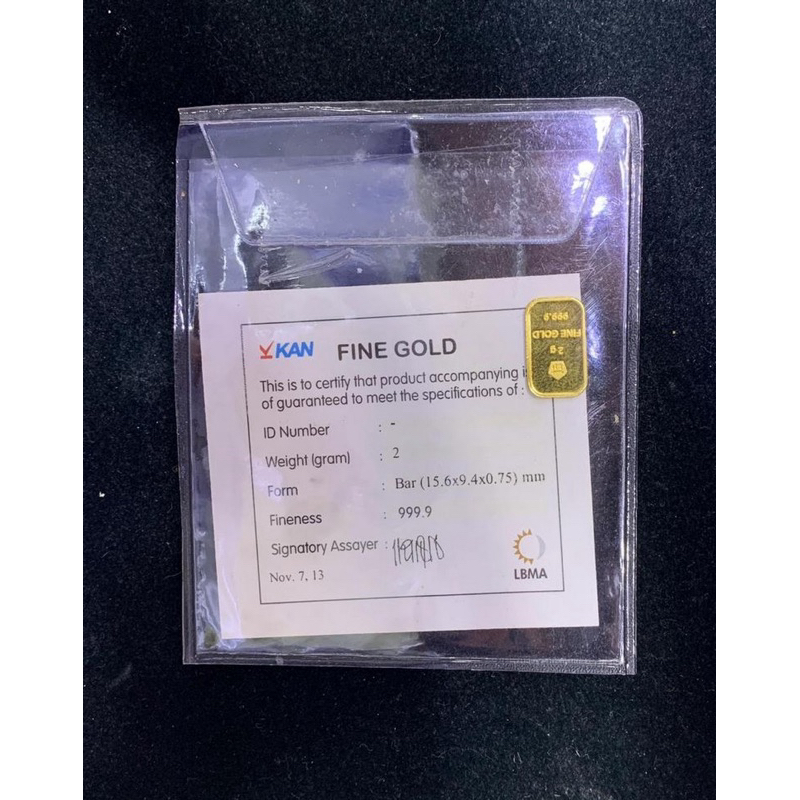 KAN FINE GOLD
This is to certify that product accompanying
of guaranteed to meet the specifications of :
ID Number : -
Weight (gram) : 2
Form : Bar (15.6x9.4x0.75) mm
Fineness : 999.9
Signatory Assayer :
Nov. 7, 13
LBMA
2 g
FINE GOLD
999.9